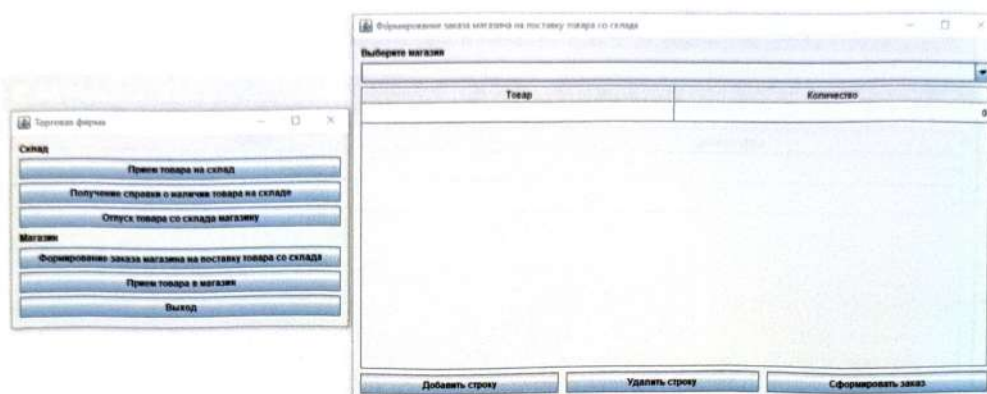 Торговая фирма
Склад
Прием товара на склад
Получение справки о наличии товара на складе
Отпуск товара со склада магазину
Магазин
Формирование заказа магазина на поставку товара со склада
Прием товара в магазин
Выход
Формирование заказа магазина на поставку товара со склада
Выберите магазин
Товар Количество
0
Добавить строку Удалить строку Сформировать заказ